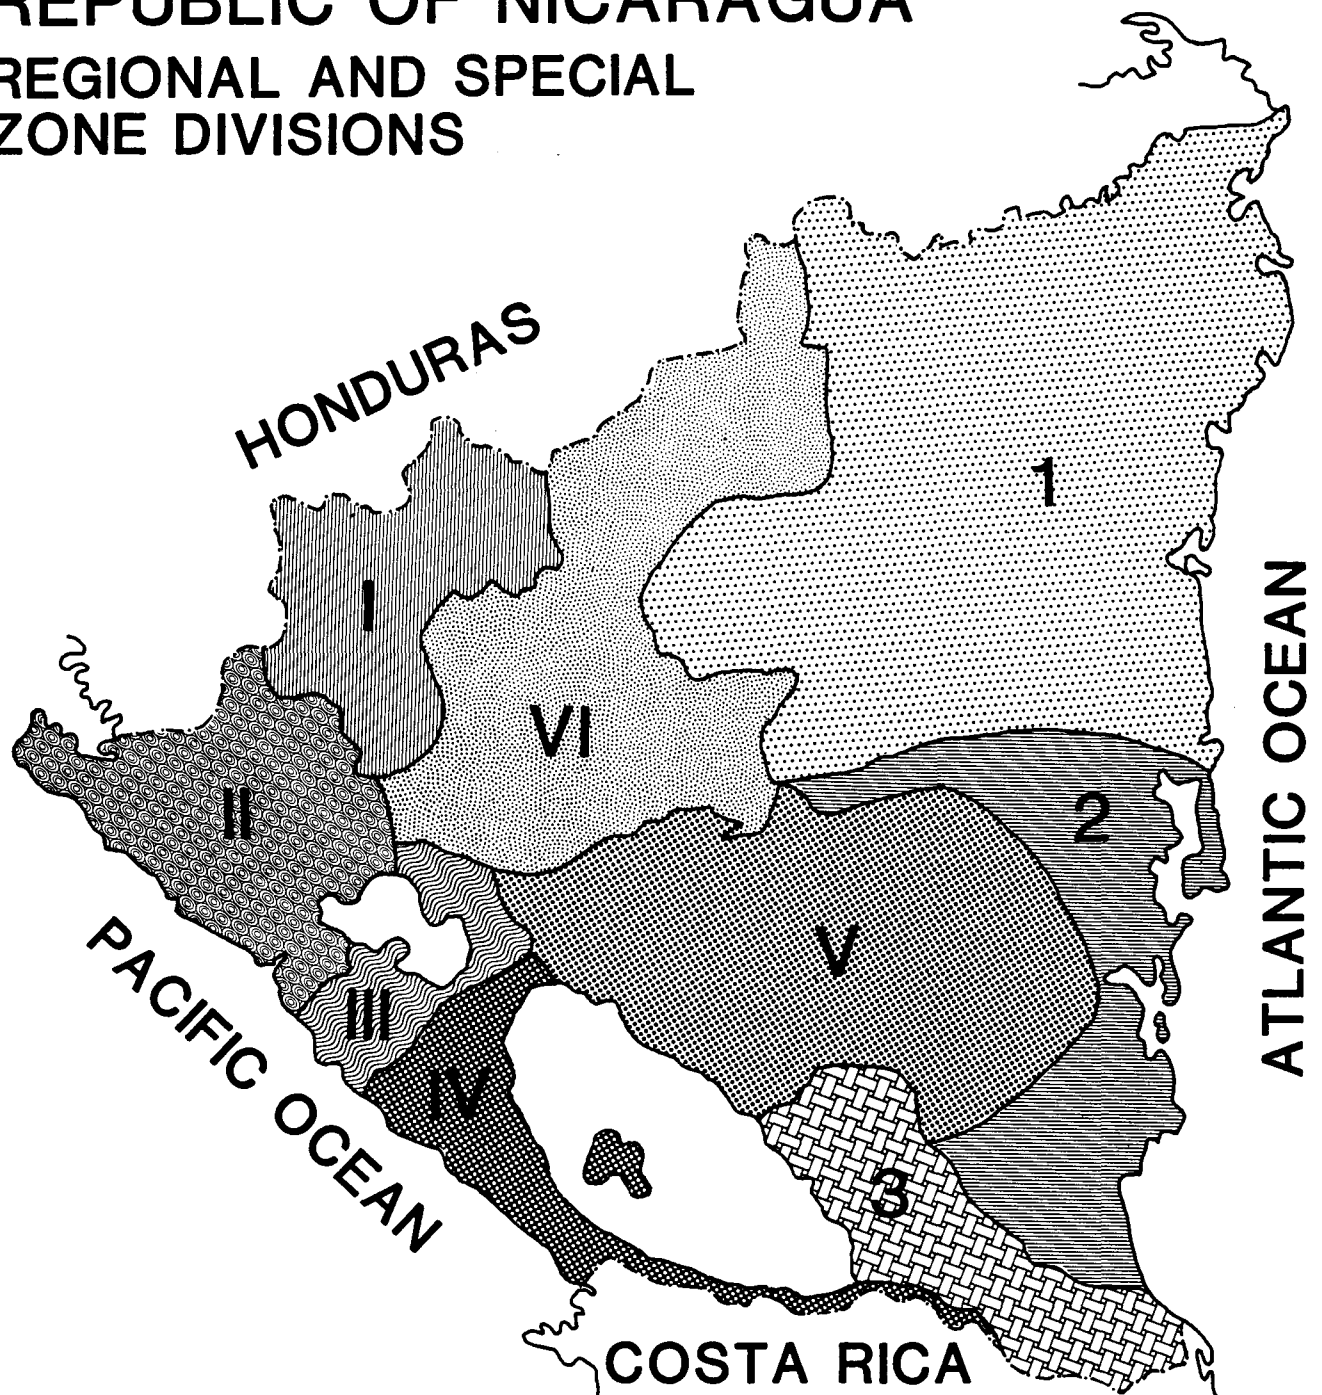 REPUBLIC OF NICARAGUA
REGIONAL AND SPECIAL
ZONE DIVISIONS
HONDURAS
1
I
VI
II
2
ATLANTIC OCEAN
V
PACIFIC OCEAN
III
IV
3
COSTA RICA